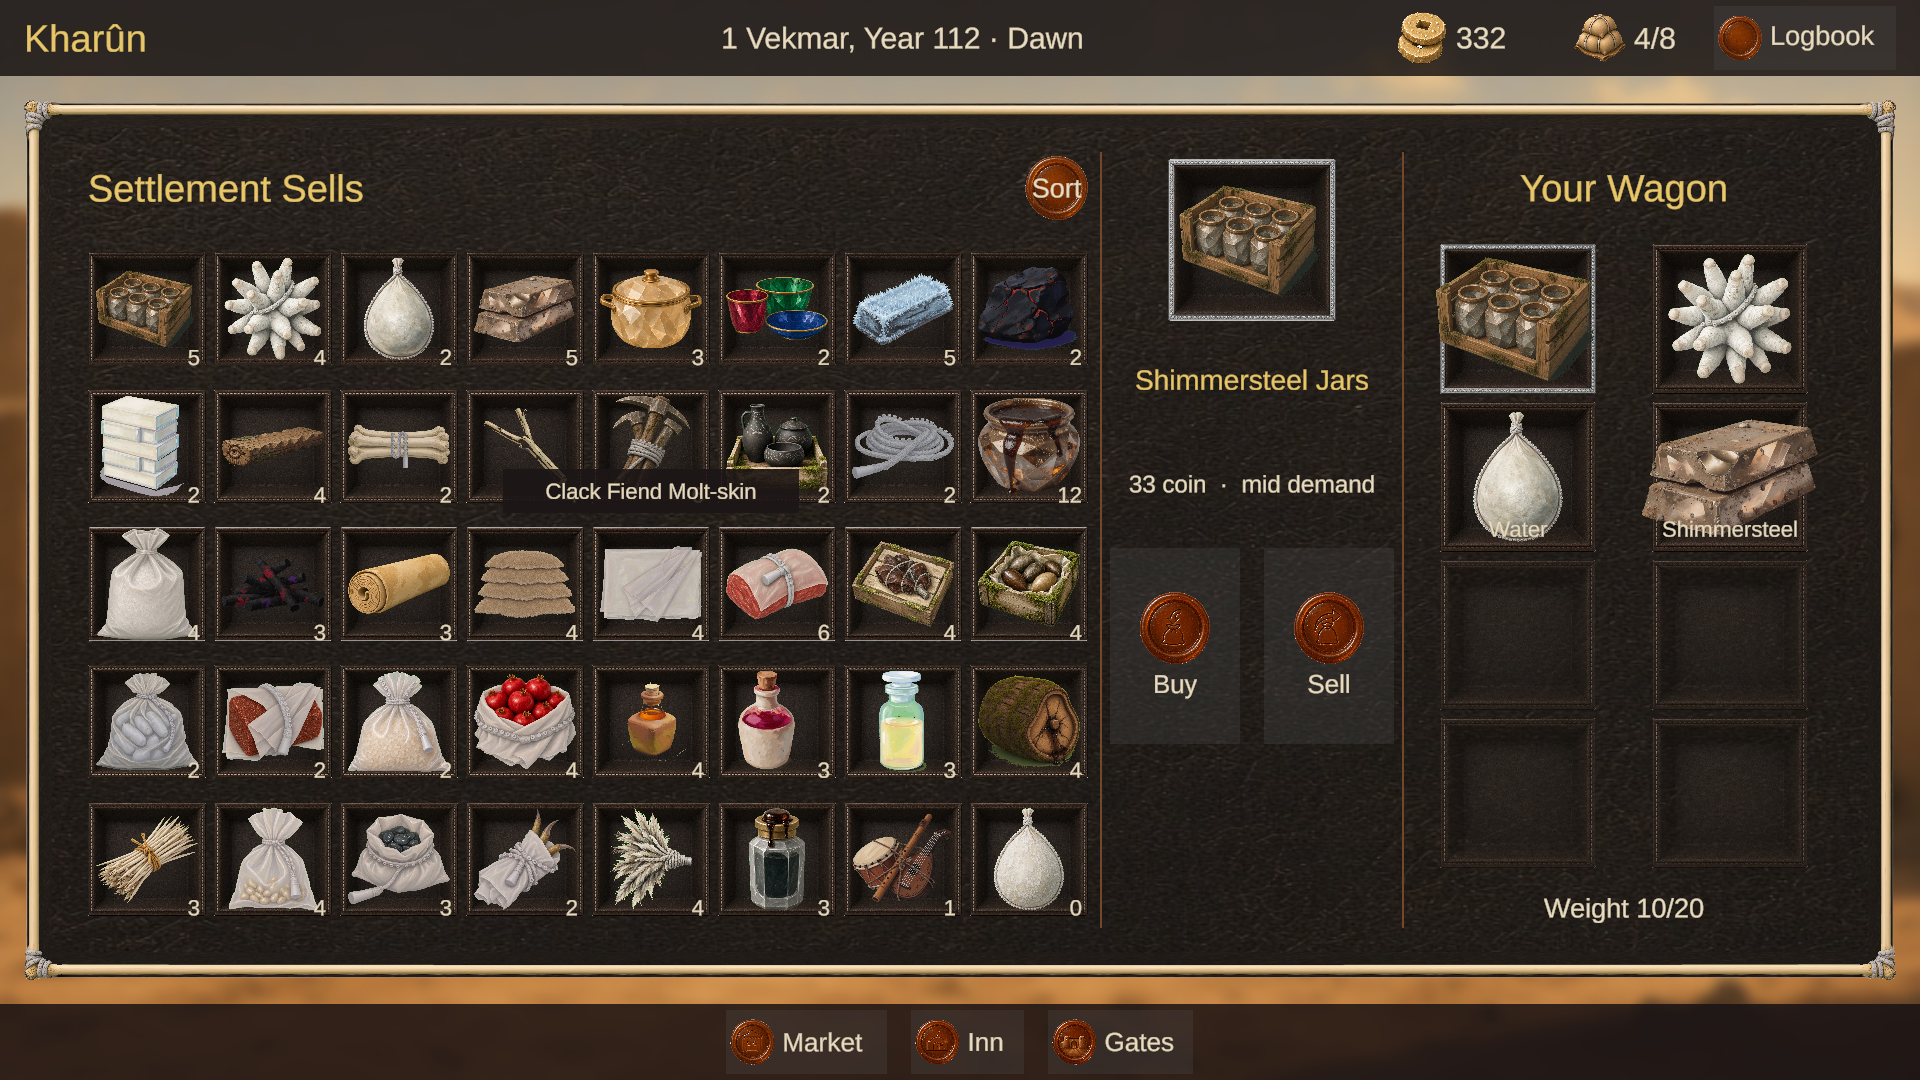 Kharûn
1 Vekmar, Year 112 · Dawn
332
4/8
Logbook
Settlement Sells
Sort
Your Wagon
5 4 2 5 3 2 5 2
Shimmersteel Jars
2 4 2 2 2 12
Clack Fiend Molt-skin
33 coin · mid demand
Water
Shimmersteel
4 3 3 4 4 6 4 4
Buy
Sell
2 2 2 4 4 3 3 4
3 4 3 2 4 3 1 0
Weight 10/20
Market
Inn
Gates